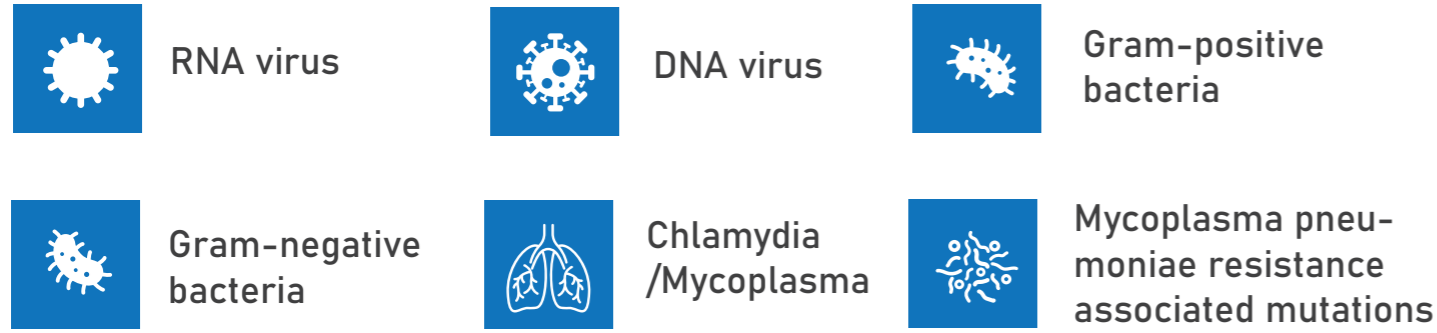 RNA virus
DNA virus
Gram-positive
bacteria
Gram-negative
bacteria
Chlamydia
/Mycoplasma
Mycoplasma pneu-
moniae resistance
associated mutations